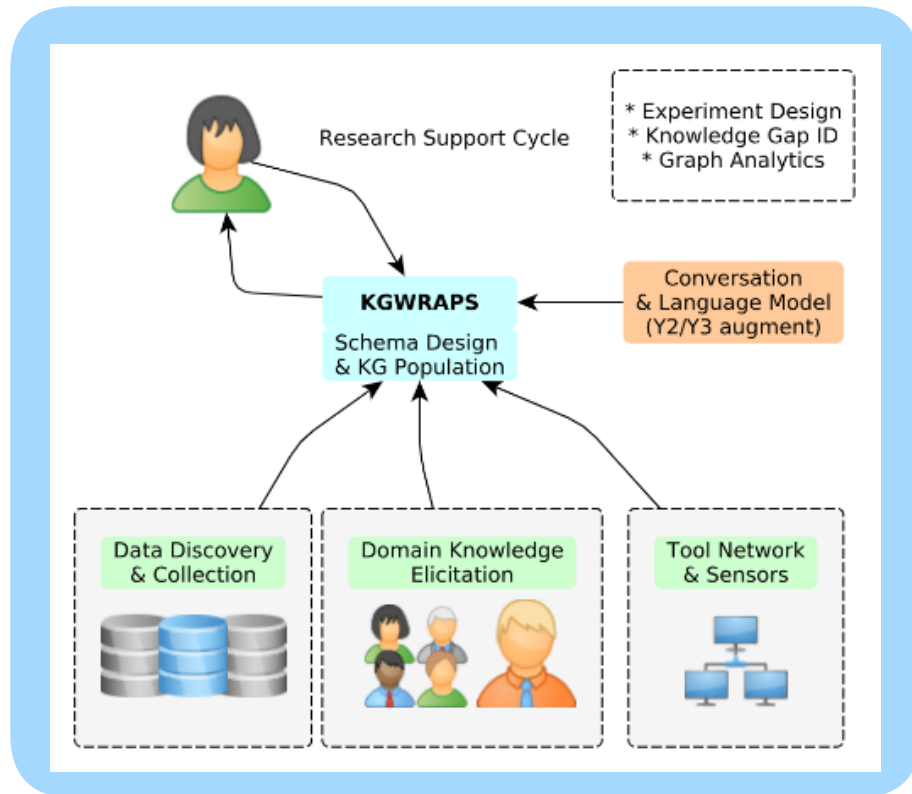 Research Support Cycle
* Experiment Design
* Knowledge Gap ID
* Graph Analytics
KGWRAPS
Schema Design
& KG Population
Conversation
& Language Model
(Y2/Y3 augment)
Data Discovery
& Collection
Domain Knowledge
Elicitation
Tool Network
& Sensors